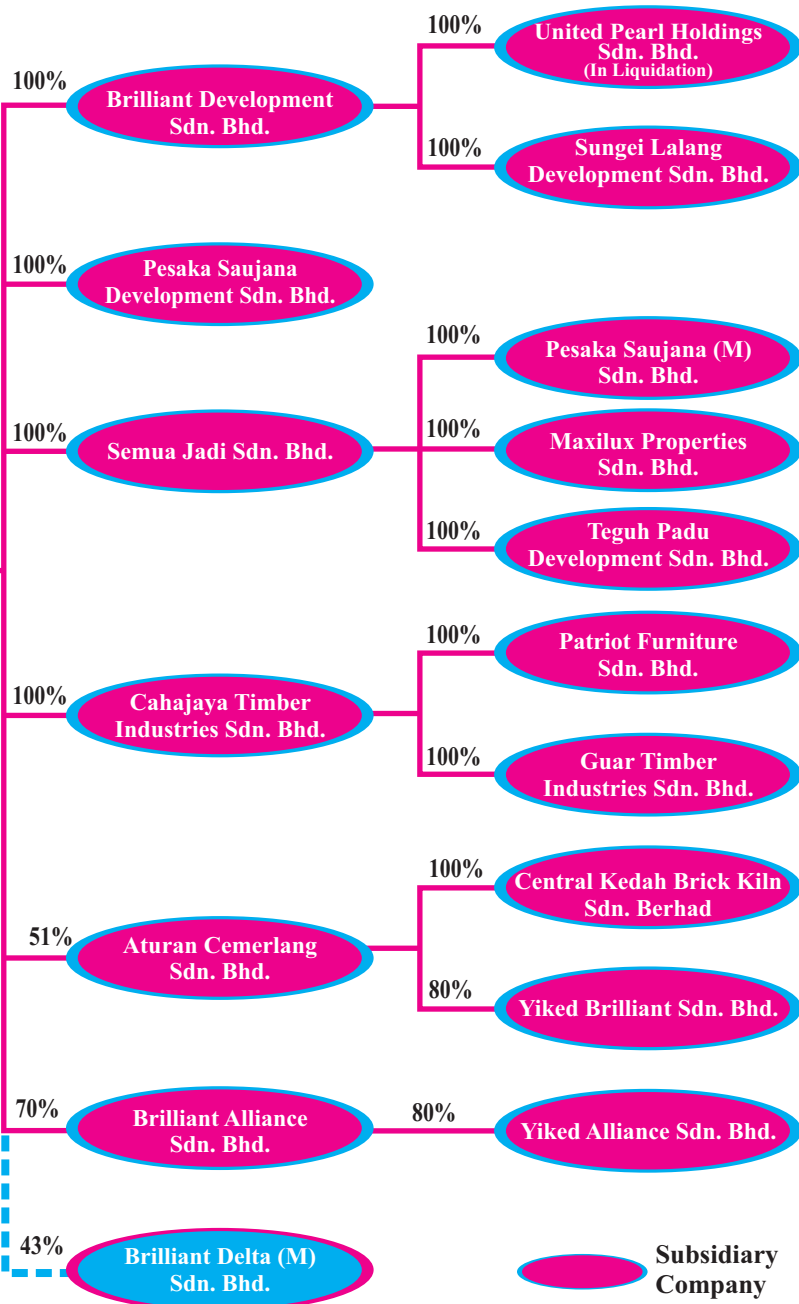 100%
Brilliant Development
Sdn. Bhd.
100%
United Pearl Holdings
Sdn. Bhd.
(In Liquidation)
100%
Sungei Lalang
Development Sdn. Bhd.
100%
Pesaka Saujana
Development Sdn. Bhd.
100%
Semua Jadi Sdn. Bhd.
100%
Pesaka Saujana (M)
Sdn. Bhd.
100%
Maxilux Properties
Sdn. Bhd.
100%
Teguh Padu
Development Sdn. Bhd.
100%
Cahajaya Timber
Industries Sdn. Bhd.
100%
Patriot Furniture
Sdn. Bhd.
100%
Guar Timber
Industries Sdn. Bhd.
51%
Aturan Cemerlang
Sdn. Bhd.
100%
Central Kedah Brick Kiln
Sdn. Berhad
80%
Yiked Brilliant Sdn. Bhd.
70%
Brilliant Alliance
Sdn. Bhd.
80%
Yiked Alliance Sdn. Bhd.
43%
Brilliant Delta (M)
Sdn. Bhd.
Subsidiary
Company